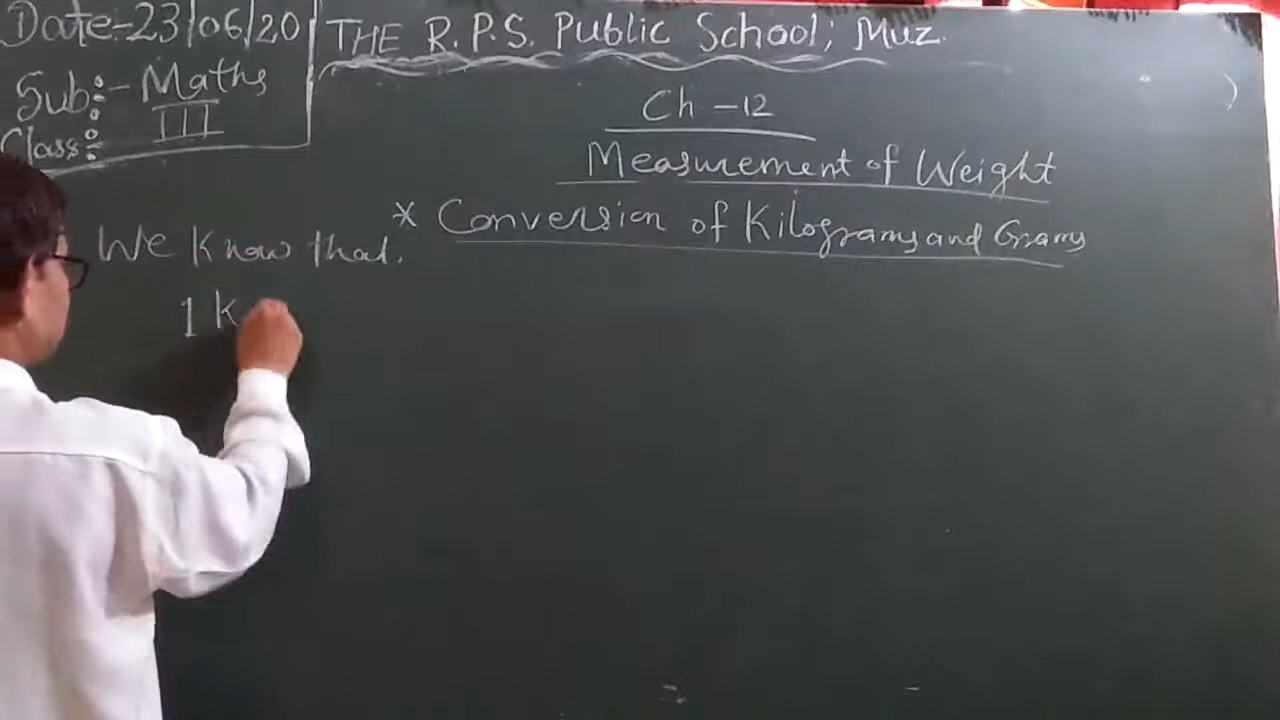 Date:-23/06/20
THE R.P.S. Public School; Muz.
Sub:- Maths
Class:- III
Ch-12
Measurement of Weight
* Conversion of Kilograms and Grams
We know that.
1 K